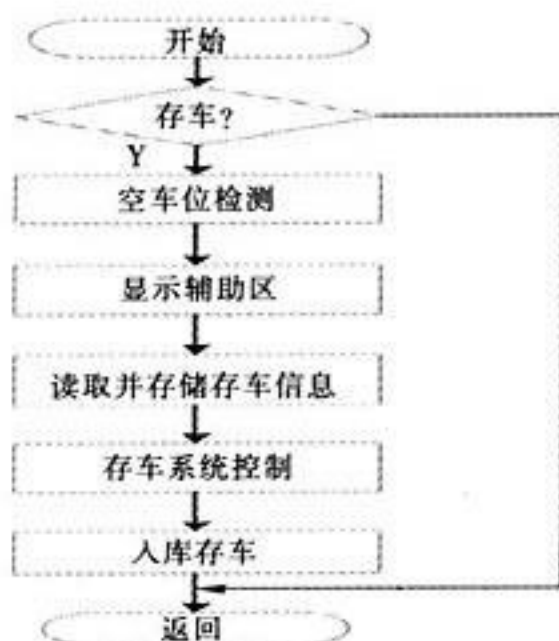 开始
存车?
Y
空车位检测
显示辅助区
读取并存储存车信息
存车系统控制
入库存车
返回